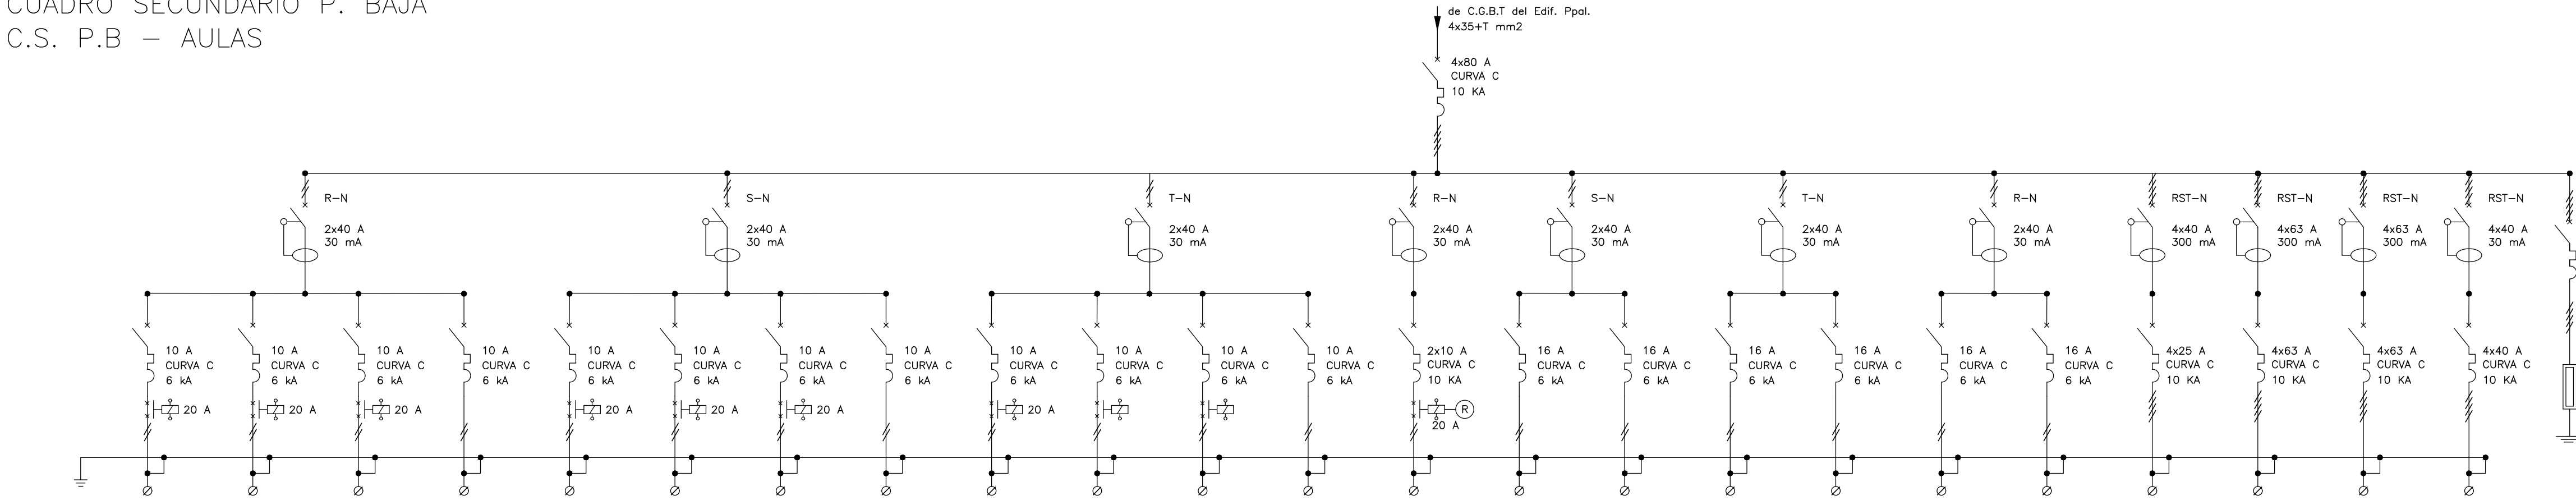 CUADRO SECUNDARIO P. BAJA
C.S. P.B – AULAS
de C.G.B.T del Edif. Ppal.
4x35+T mm2
4x80 A
CURVA C
10 KA
R-N
2x40 A
30 mA
S-N
2x40 A
30 mA
T-N
2x40 A
30 mA
R-N
2x40 A
30 mA
S-N
2x40 A
30 mA
T-N
2x40 A
30 mA
R-N
2x40 A
30 mA
RST-N
4x40 A
300 mA
RST-N
4x63 A
300 mA
RST-N
4x63 A
300 mA
RST-N
4x40 A
30 mA
10 A
CURVA C
6 kA
20 A
10 A
CURVA C
6 kA
20 A
10 A
CURVA C
6 kA
20 A
10 A
CURVA C
6 kA
10 A
CURVA C
6 kA
20 A
10 A
CURVA C
6 kA
20 A
10 A
CURVA C
6 kA
20 A
10 A
CURVA C
6 kA
10 A
CURVA C
6 kA
20 A
10 A
CURVA C
6 kA
10 A
CURVA C
6 kA
10 A
CURVA C
6 kA
2x10 A
CURVA C
10 KA
R
20 A
16 A
CURVA C
6 kA
16 A
CURVA C
6 kA
16 A
CURVA C
6 kA
16 A
CURVA C
6 kA
16 A
CURVA C
6 kA
16 A
CURVA C
6 kA
4x25 A
CURVA C
10 KA
4x63 A
CURVA C
10 KA
4x63 A
CURVA C
10 KA
4x40 A
CURVA C
10 KA